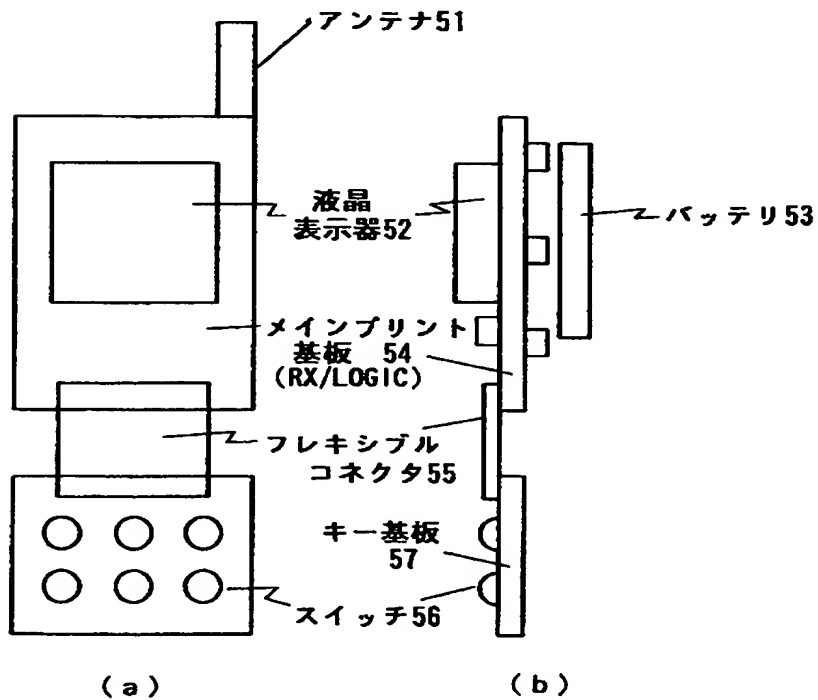 アンテナ51
液晶
表示器52
バッテリ53
メインプリント
基板 54
(RX/LOGIC)
フレキシブル
コネクタ55
キー基板
57
スイッチ56
(a)
(b)